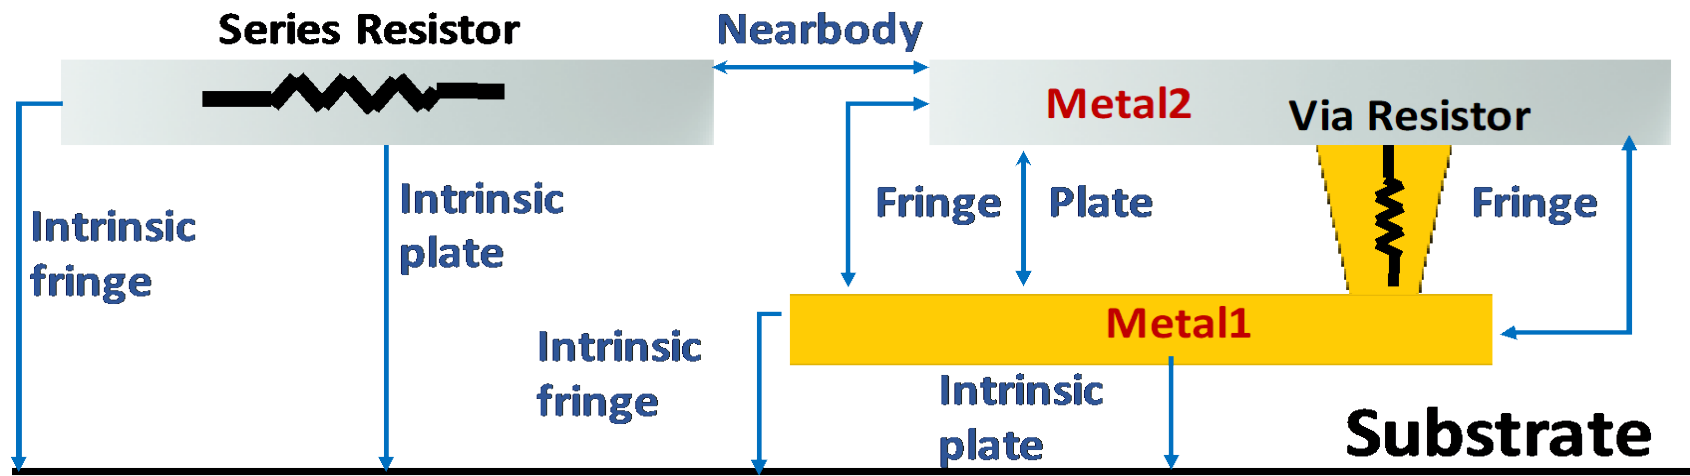 Series Resistor
Nearbody
Metal2
Via Resistor
Intrinsic
fringe
Intrinsic
plate
Fringe
Plate
Fringe
Metal1
Intrinsic
fringe
Intrinsic
plate
Substrate